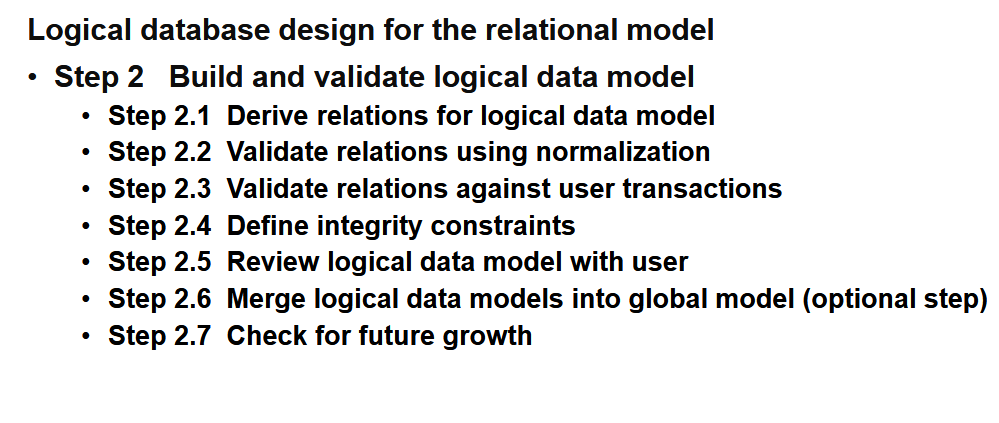 Logical database design for the relational model
• Step 2 Build and validate logical data model
• Step 2.1 Derive relations for logical data model
• Step 2.2 Validate relations using normalization
• Step 2.3 Validate relations against user transactions
• Step 2.4 Define integrity constraints
• Step 2.5 Review logical data model with user
• Step 2.6 Merge logical data models into global model (optional step)
• Step 2.7 Check for future growth